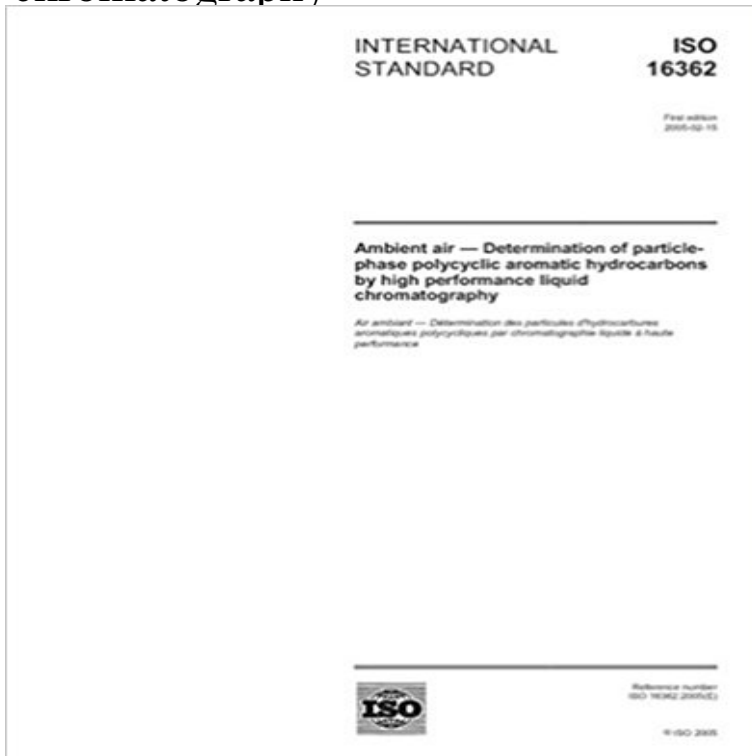 INTERNATIONAL
STANDARD
ISO
16362
First edition
2005-02-15
Ambient air — Determination of particle-
phase polycyclic aromatic hydrocarbons
by high performance liquid
chromatography
Air ambiant — Détermination des particules d'hydrocarbures
aromatiques polycycliques par chromatographie liquide à haute
performance
ISO
Reference number
ISO 16362:2005(E)
© ISO 2005